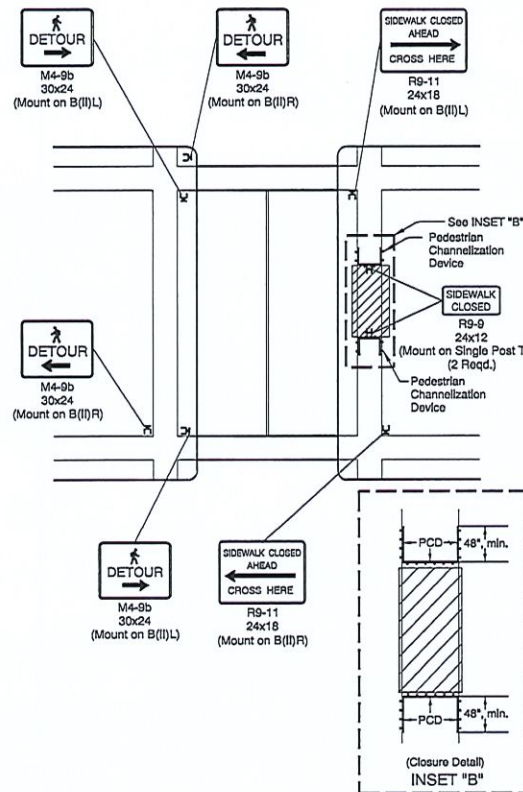 DETOUR
M4-9b
30x24
(Mount on B(II)L)
DETOUR
M4-9b
30x24
(Mount on B(II)R)
SIDEWALK CLOSED
AHEAD
CROSS HERE
R9-11
24x18
(Mount on B(II)L)
See INSET "B"
Pedestrian
Channelization
Device
SIDEWALK
CLOSED
R9-9
24x12
(Mount on Single Post T
(2 Reqd.)
Pedestrian
Channelization
Device
DETOUR
M4-9b
30x24
(Mount on B(II)R)
DETOUR
M4-9b
30x24
(Mount on B(II)L)
SIDEWALK CLOSED
AHEAD
CROSS HERE
R9-11
24x18
(Mount on B(II)R)
PCD
48", min.
PCD
48", min.
(Closure Detail)
INSET "B"